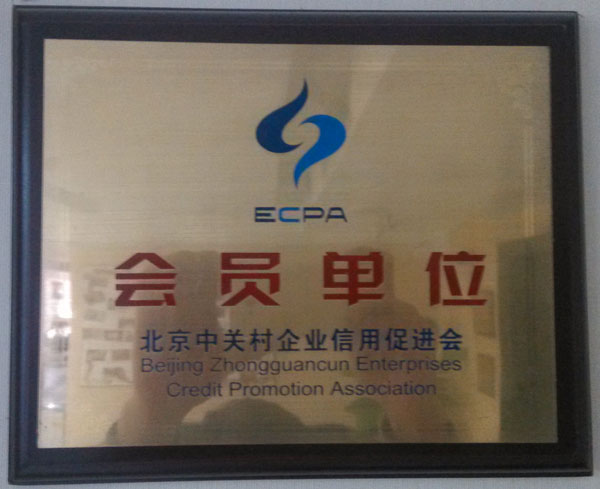 ECPA
会员单位
北京中关村企业信用促进会
Beijing Zhongguancun Enterprises
Credit Promotion Association